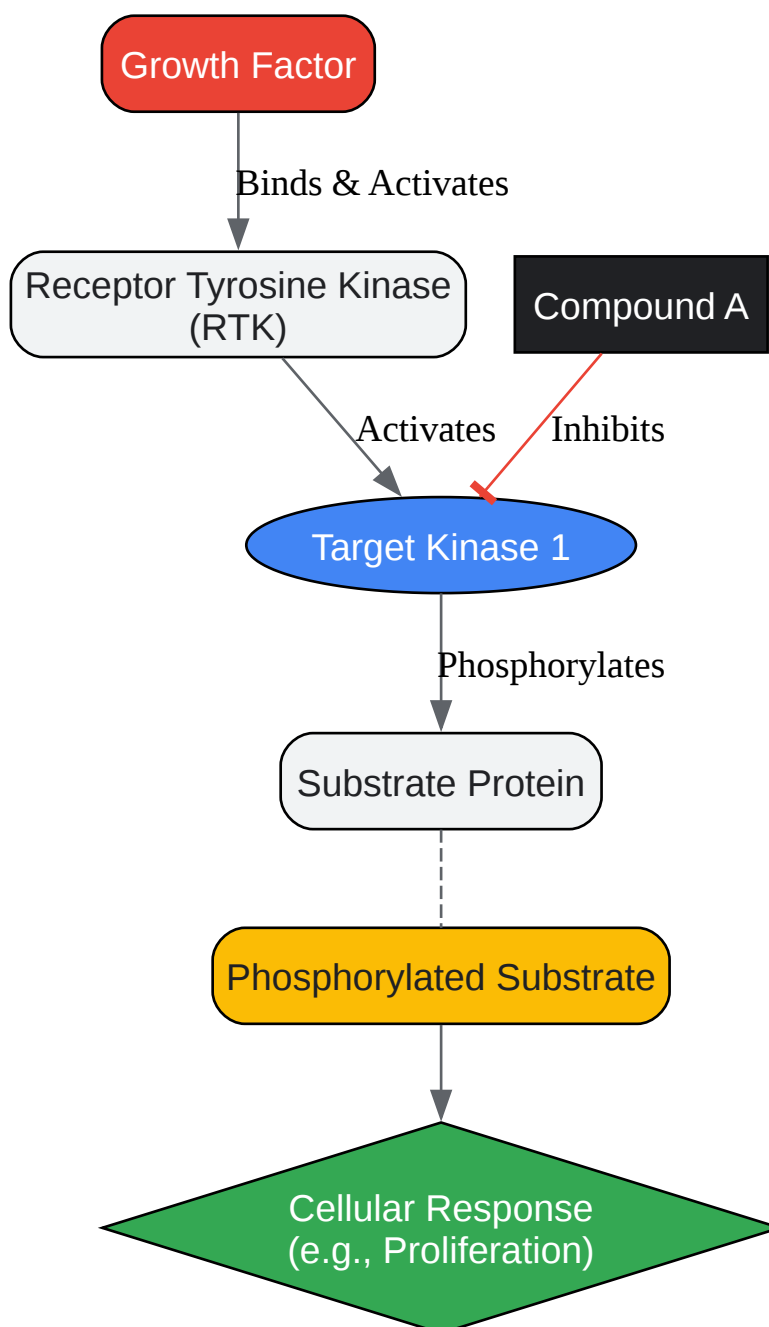 Growth Factor
Binds & Activates
Receptor Tyrosine Kinase
(RTK)
Compound A
Activates
Inhibits
Target Kinase 1
Phosphorylates
Substrate Protein
Phosphorylated Substrate
Cellular Response
(e.g., Proliferation)